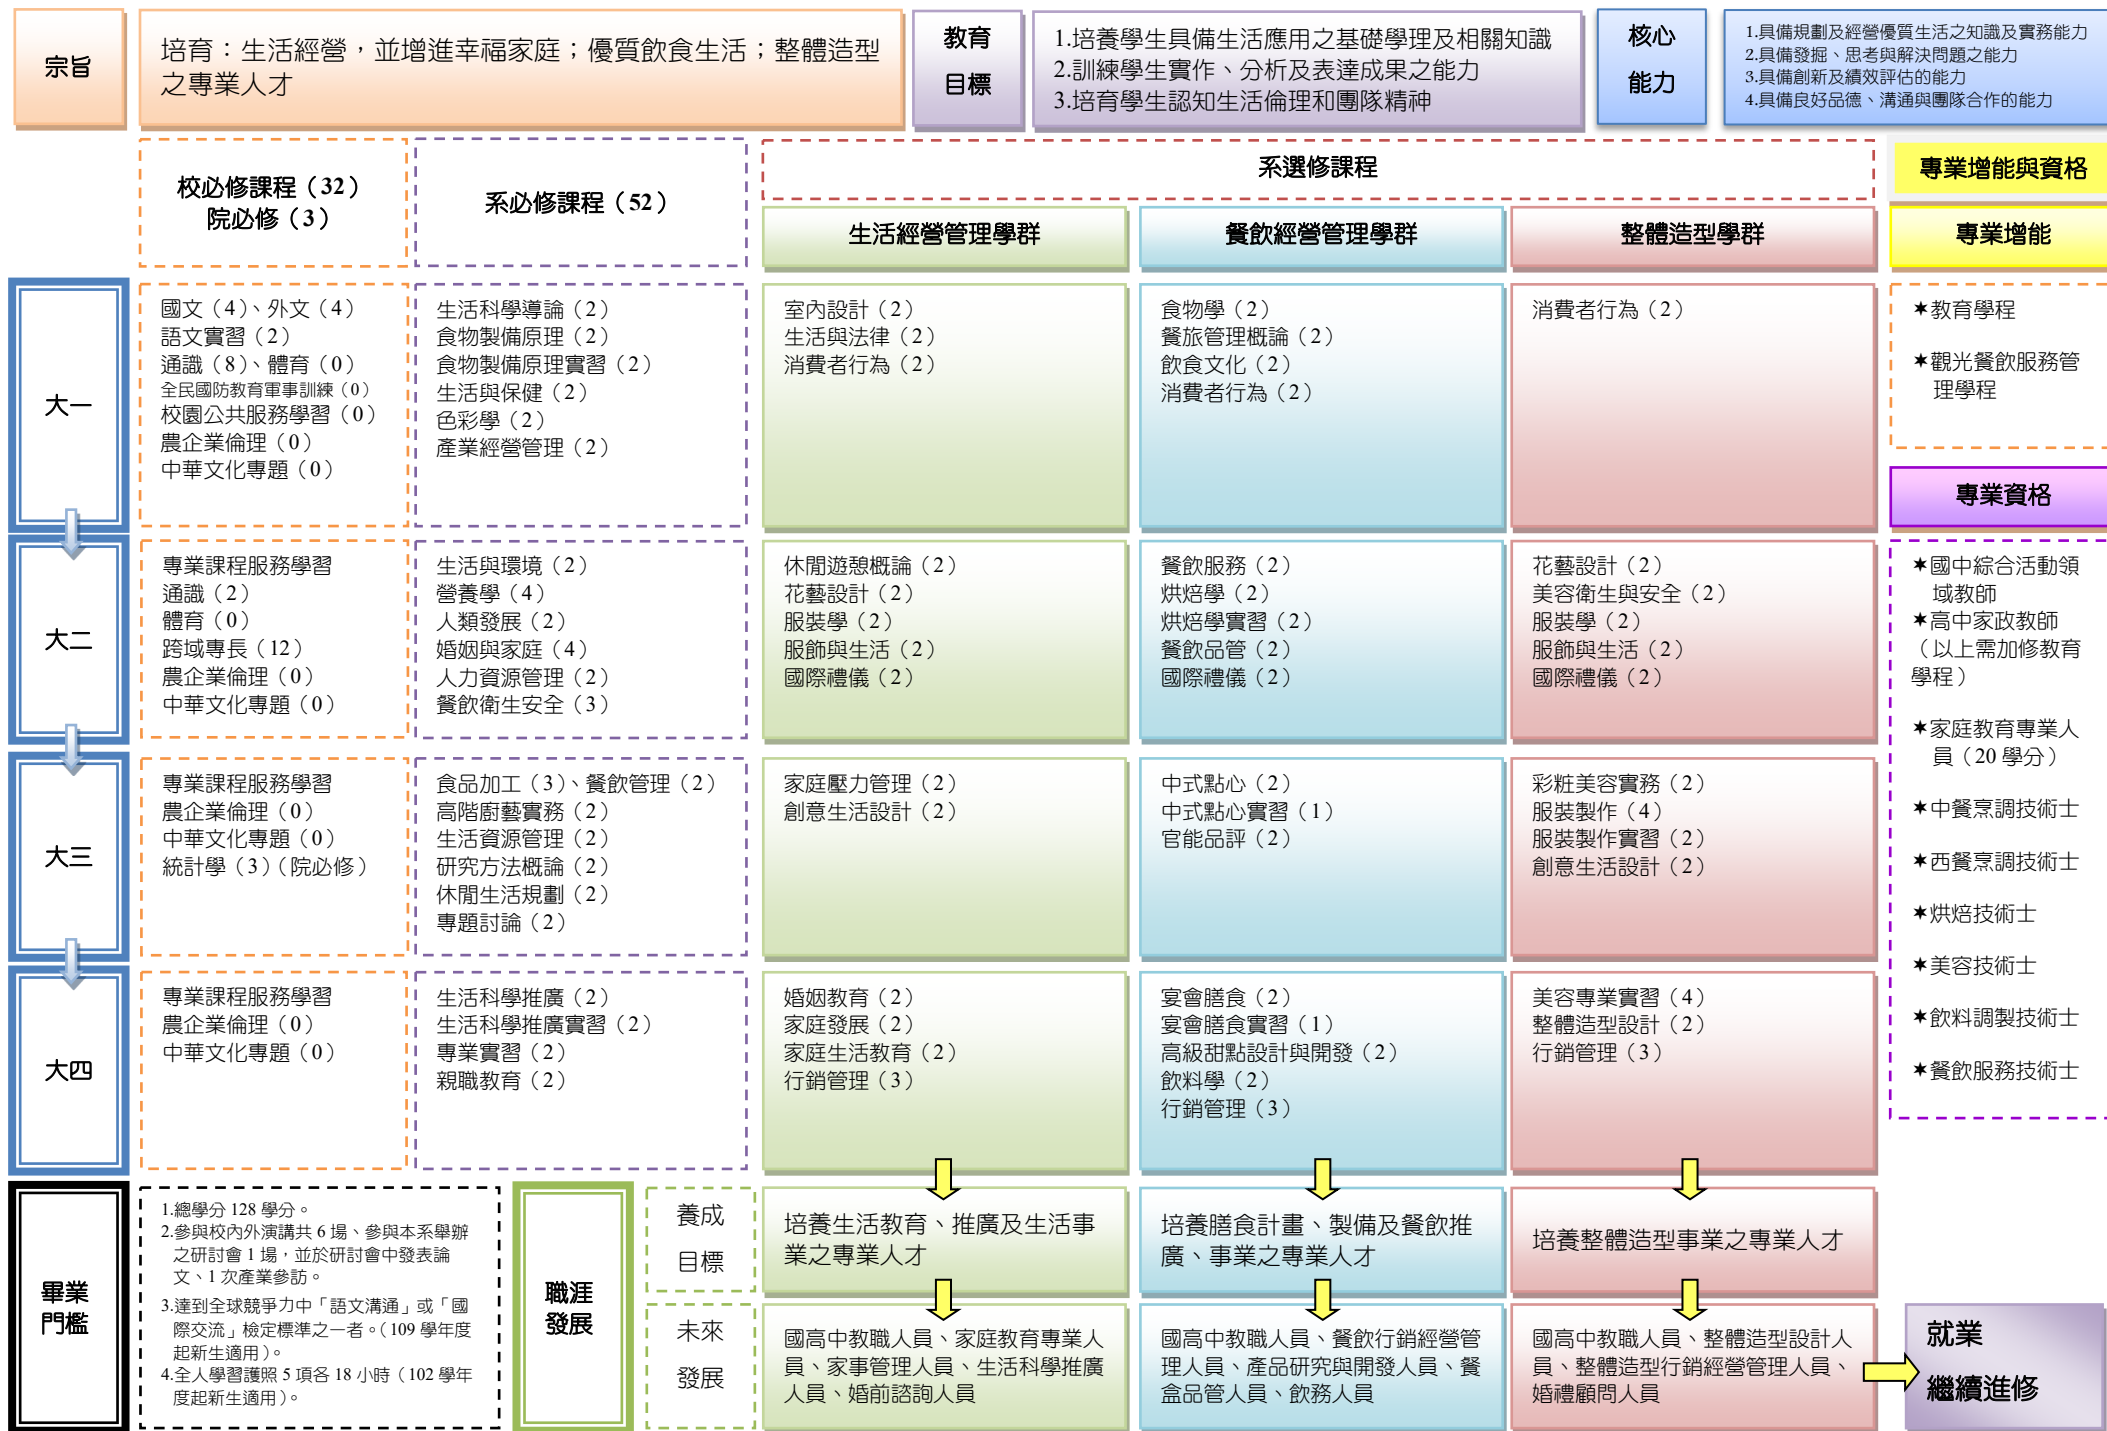 宗旨
培育：生活經營，並增進幸福家庭；優質飲食生活；整體造型
之專業人才
教育
目標
1.培養學生具備生活應用之基礎學理及相關知識
2.訓練學生實作、分析及表達成果之能力
3.培育學生認知生活倫理和團隊精神
核心
能力
1.具備規劃及經營優質生活之知識及實務能力
2.具備發掘、思考與解決問題之能力
3.具備創新及績效評估的能力
4.具備良好品德、溝通與團隊合作的能力
校必修課程（32）
院必修（3）
系必修課程（52）
系選修課程
生活經營管理學群
餐飲經營管理學群
整體造型學群
專業增能與資格
專業增能
大一
國文（4）、外文（4）
語文實習（2）
通識（8）、體育（0）
全民國防教育軍事訓練（0）
校園公共服務學習（0）
農企業倫理（0）
中華文化專題（0）
生活科學導論（2）
食物製備原理（2）
食物製備原理實習（2）
生活與保健（2）
色彩學（2）
產業經營管理（2）
室內設計（2）
生活與法律（2）
消費者行為（2）
食物學（2）
餐旅管理概論（2）
飲食文化（2）
消費者行為（2）
消費者行為（2）
★教育學程
★觀光餐飲服務管
理學程
專業資格
大二
專業課程服務學習
通識（2）
體育（0）
跨域專長（12）
農企業倫理（0）
中華文化專題（0）
生活與環境（2）
營養學（4）
人類發展（2）
婚姻與家庭（4）
人力資源管理（2）
餐飲衛生安全（3）
休閒遊憩概論（2）
花藝設計（2）
服裝學（2）
服飾與生活（2）
國際禮儀（2）
餐飲服務（2）
烘焙學（2）
烘焙學實習（2）
餐飲品管（2）
國際禮儀（2）
花藝設計（2）
美容衛生與安全（2）
服裝學（2）
服飾與生活（2）
國際禮儀（2）
★國中綜合活動領
域教師
★高中家政教師
（以上需加修教育
學程）
★家庭教育專業人
員（20 學分）
★中餐烹調技術士
★西餐烹調技術士
★烘焙技術士
★美容技術士
★飲料調製技術士
★餐飲服務技術士
大三
專業課程服務學習
農企業倫理（0）
中華文化專題（0）
統計學（3）（院必修）
食品加工（3）、餐飲管理（2）
高階廚藝實務（2）
生活資源管理（2）
研究方法概論（2）
休閒生活規劃（2）
專題討論（2）
家庭壓力管理（2）
創意生活設計（2）
中式點心（2）
中式點心實習（1）
官能品評（2）
彩粧美容實務（2）
服裝製作（4）
服裝製作實習（2）
創意生活設計（2）
大四
專業課程服務學習
農企業倫理（0）
中華文化專題（0）
生活科學推廣（2）
生活科學推廣實習（2）
專業實習（2）
親職教育（2）
婚姻教育（2）
家庭發展（2）
家庭生活教育（2）
行銷管理（3）
宴會膳食（2）
宴會膳食實習（1）
高級甜點設計與開發（2）
飲料學（2）
行銷管理（3）
美容專業實習（4）
整體造型設計（2）
行銷管理（3）
畢業
門檻
1.總學分 128 學分。
2.參與校內外演講共 6 場、參與本系舉辦
之研討會 1 場，並於研討會中發表論
文、1 次產業參訪。
3.達到全球競爭力中「語文溝通」或「國
際交流」檢定標準之一者。（109 學年度
起新生適用）。
4.全人學習護照 5 項各 18 小時（102 學年
度起新生適用）。
職涯
發展
養成
目標
培養生活教育、推廣及生活事
業之專業人才
培養膳食計畫、製備及餐飲推
廣、事業之專業人才
培養整體造型事業之專業人才
未來
發展
國高中教職人員、家庭教育專業人
員、家事管理人員、生活科學推廣
人員、婚前諮詢人員
國高中教職人員、餐飲行銷經營管
理人員、產品研究與開發人員、餐
盒品管人員、飲務人員
國高中教職人員、整體造型設計人
員、整體造型行銷經營管理人員、
婚禮顧問人員
就業
繼續進修